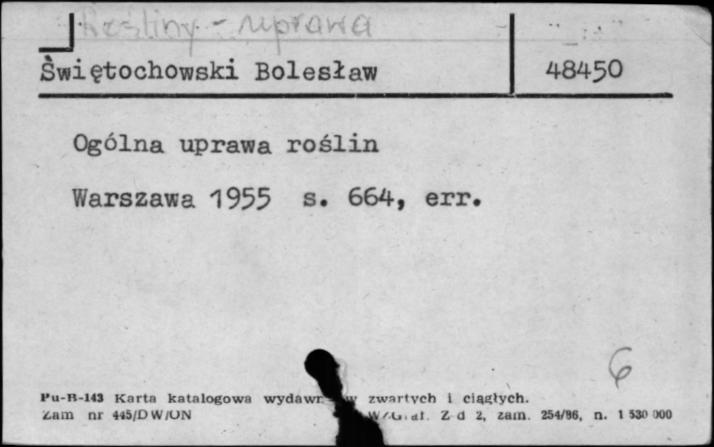 Rośliny - uprawa
Świętochowski Bolesław 48450
Ogólna uprawa roślin
Warszawa 1955 s. 664, err.
6
Pu-B-143 Karta katalogowa wydawn. zwartych i ciągłych.
Zam nr 445/DW/ON Z d 2, zam. 254/86, n. 1 530 000